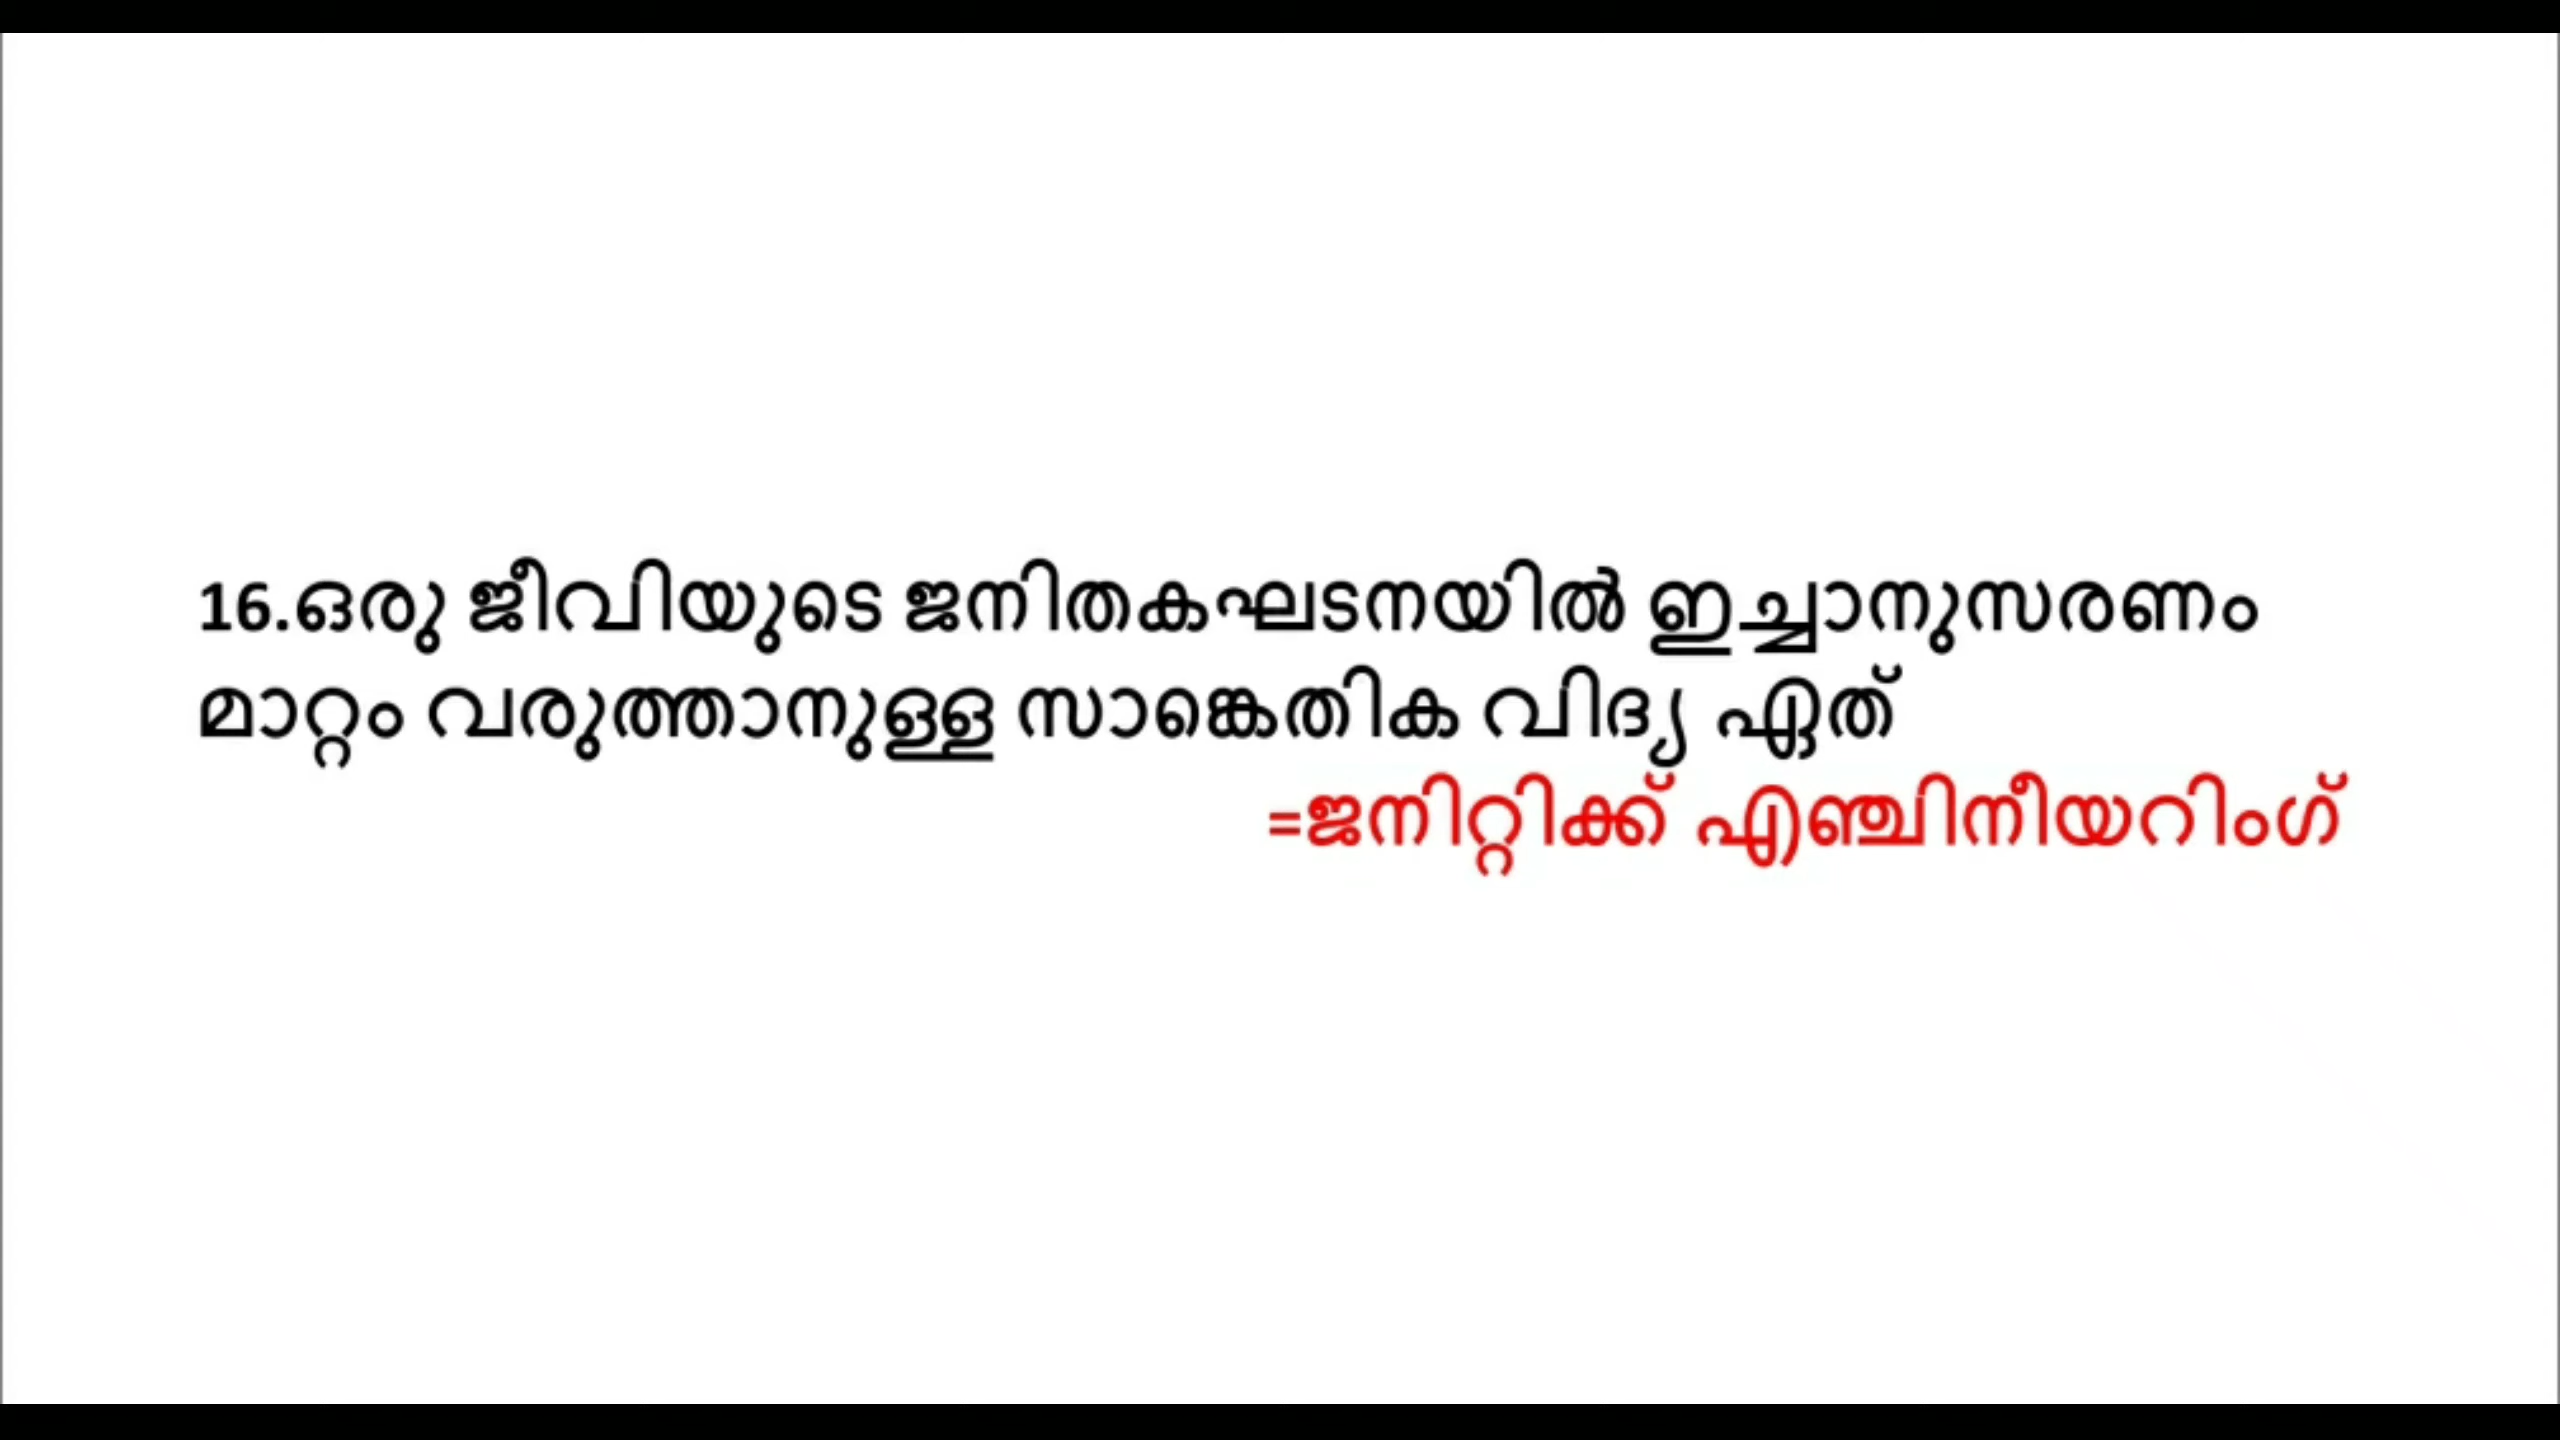 16.ഒരു ജീവിയുടെ ജനിതകഘടനയിൽ ഇച്ചാനുസരണം
മാറ്റം വരുത്താനുള്ള സാങ്കെതിക വിദ്യ ഏത്
=ജനിറ്റിക്ക് എഞ്ചിനീയറിംഗ്